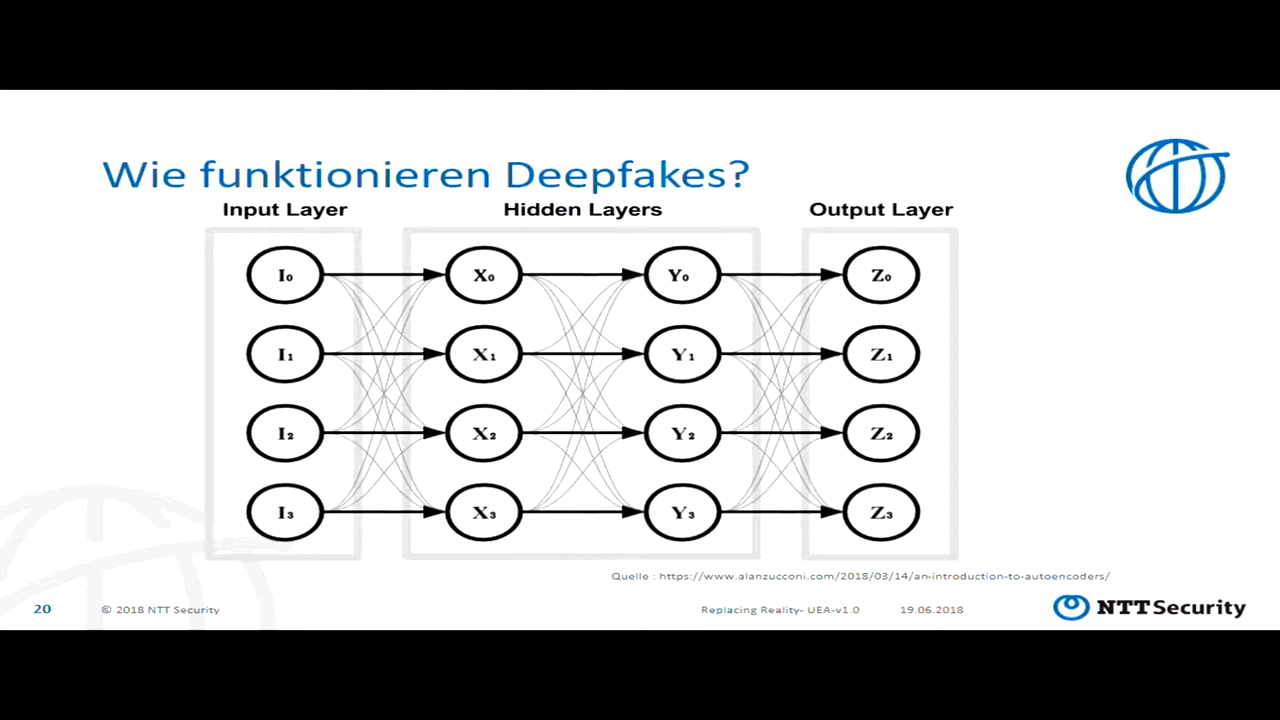 Wie funktionieren Deepfakes?
Input Layer Hidden Layers Output Layer
I₀ X₀ Y₀ Z₀
I₁ X₁ Y₁ Z₁
I₂ X₂ Y₂ Z₂
I₃ X₃ Y₃ Z₃
Quelle : https://www.alanzucconi.com/2018/03/14/an-introduction-to-autoencoders/
20 © 2018 NTT Security Replacing Reality- UEA-v1.0 19.06.2018 NTT Security